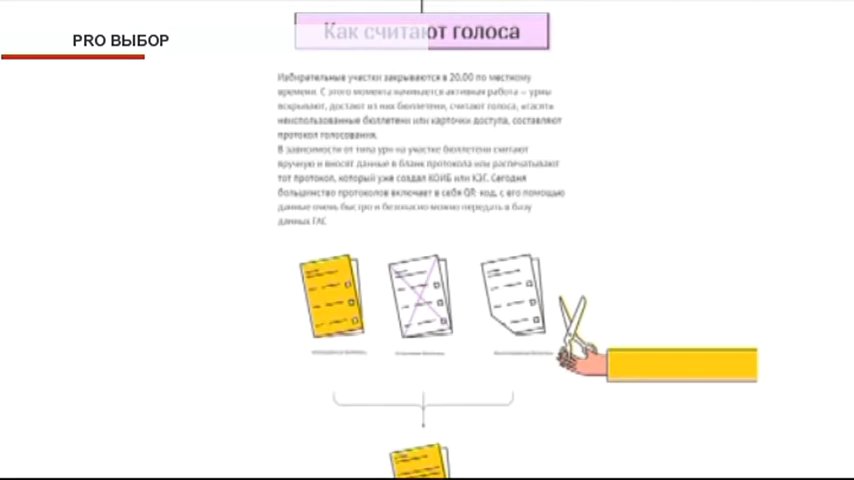 PRO ВЫБОР
Как считают голоса
Избирательные участки закрываются в 20.00 по местному
времени. С этого момента начинается активная работа – урны
вскрывают, достают из них бюллетени, считают голоса, «гасят»
неиспользованные бюллетени или карточки доступа, составляют
протокол голосования.
В зависимости от типа урн на участке бюллетени считают
вручную и вносят данные в бланк протокола или распечатывают
тот протокол, который уже создал КОИБ или КЭГ. Сегодня
большинство протоколов включает в себя QR-код, с его помощью
данные очень быстро и безопасно можно передать в базу
данных ГАС